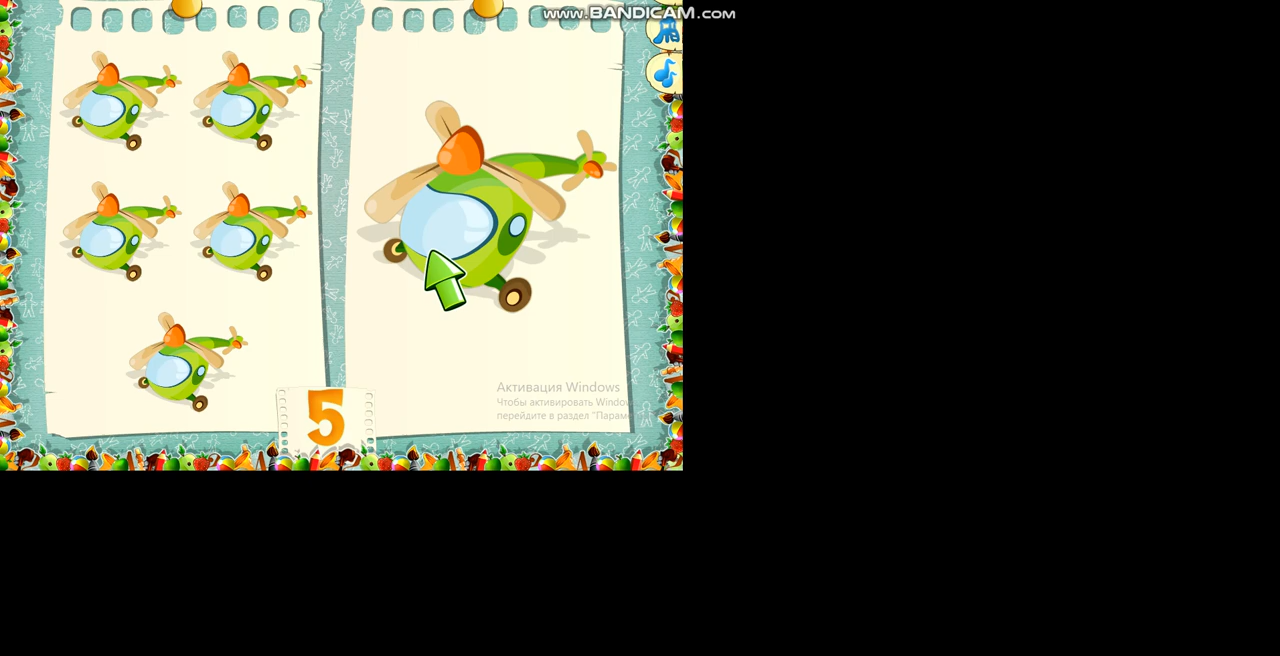 www.BANDICAM.com
Активация Windows
Чтобы активировать Window
перейдите в раздел "Парам
5